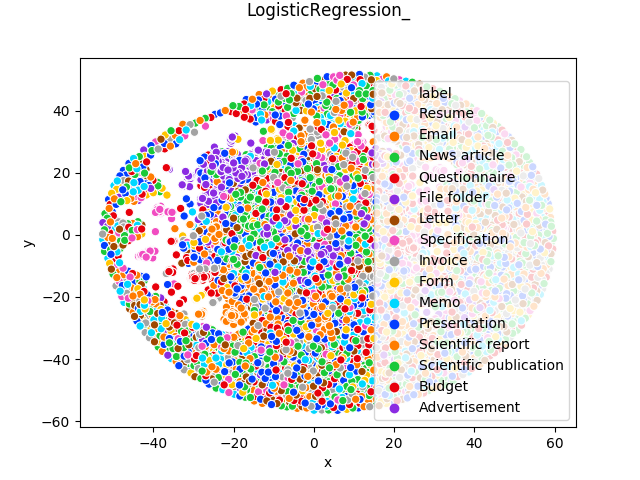 LogisticRegression_
label
Resume
Email
News article
Questionnaire
File folder
Letter
Specification
Invoice
Form
Memo
Presentation
Scientific report
Scientific publication
Budget
Advertisement
y
40
20
0
−20
−40
−60
−40
−20
0
20
40
60
x